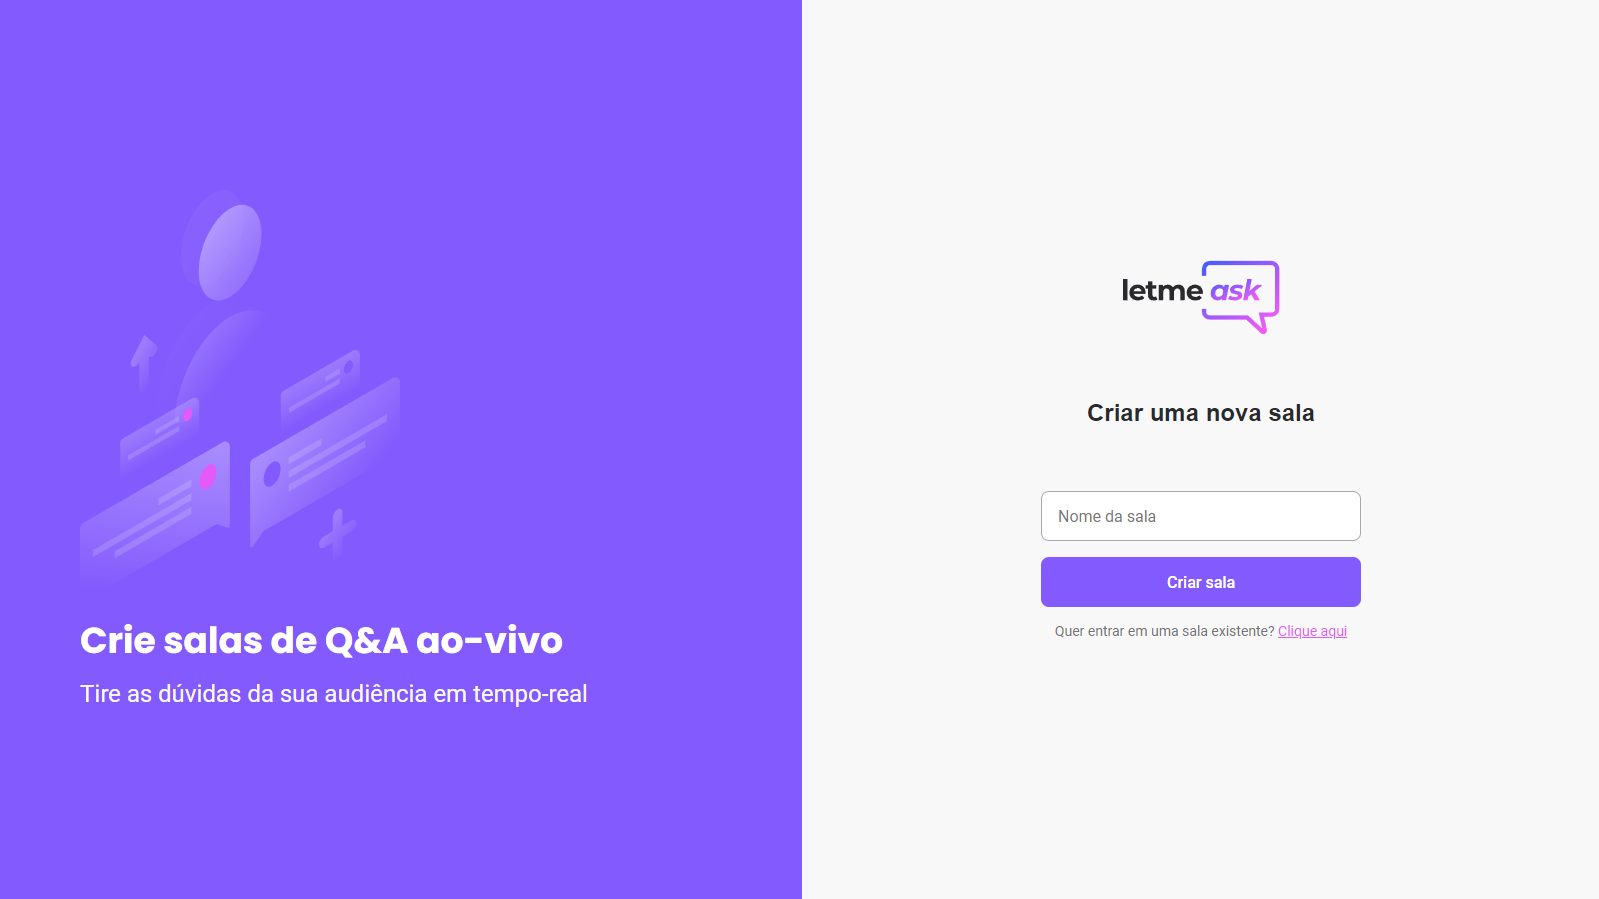 Crie salas de Q&A ao-vivo
Tire as dúvidas da sua audiência em tempo-real
letme ask
Criar uma nova sala
Nome da sala
Criar sala
Quer entrar em uma sala existente? Clique aqui